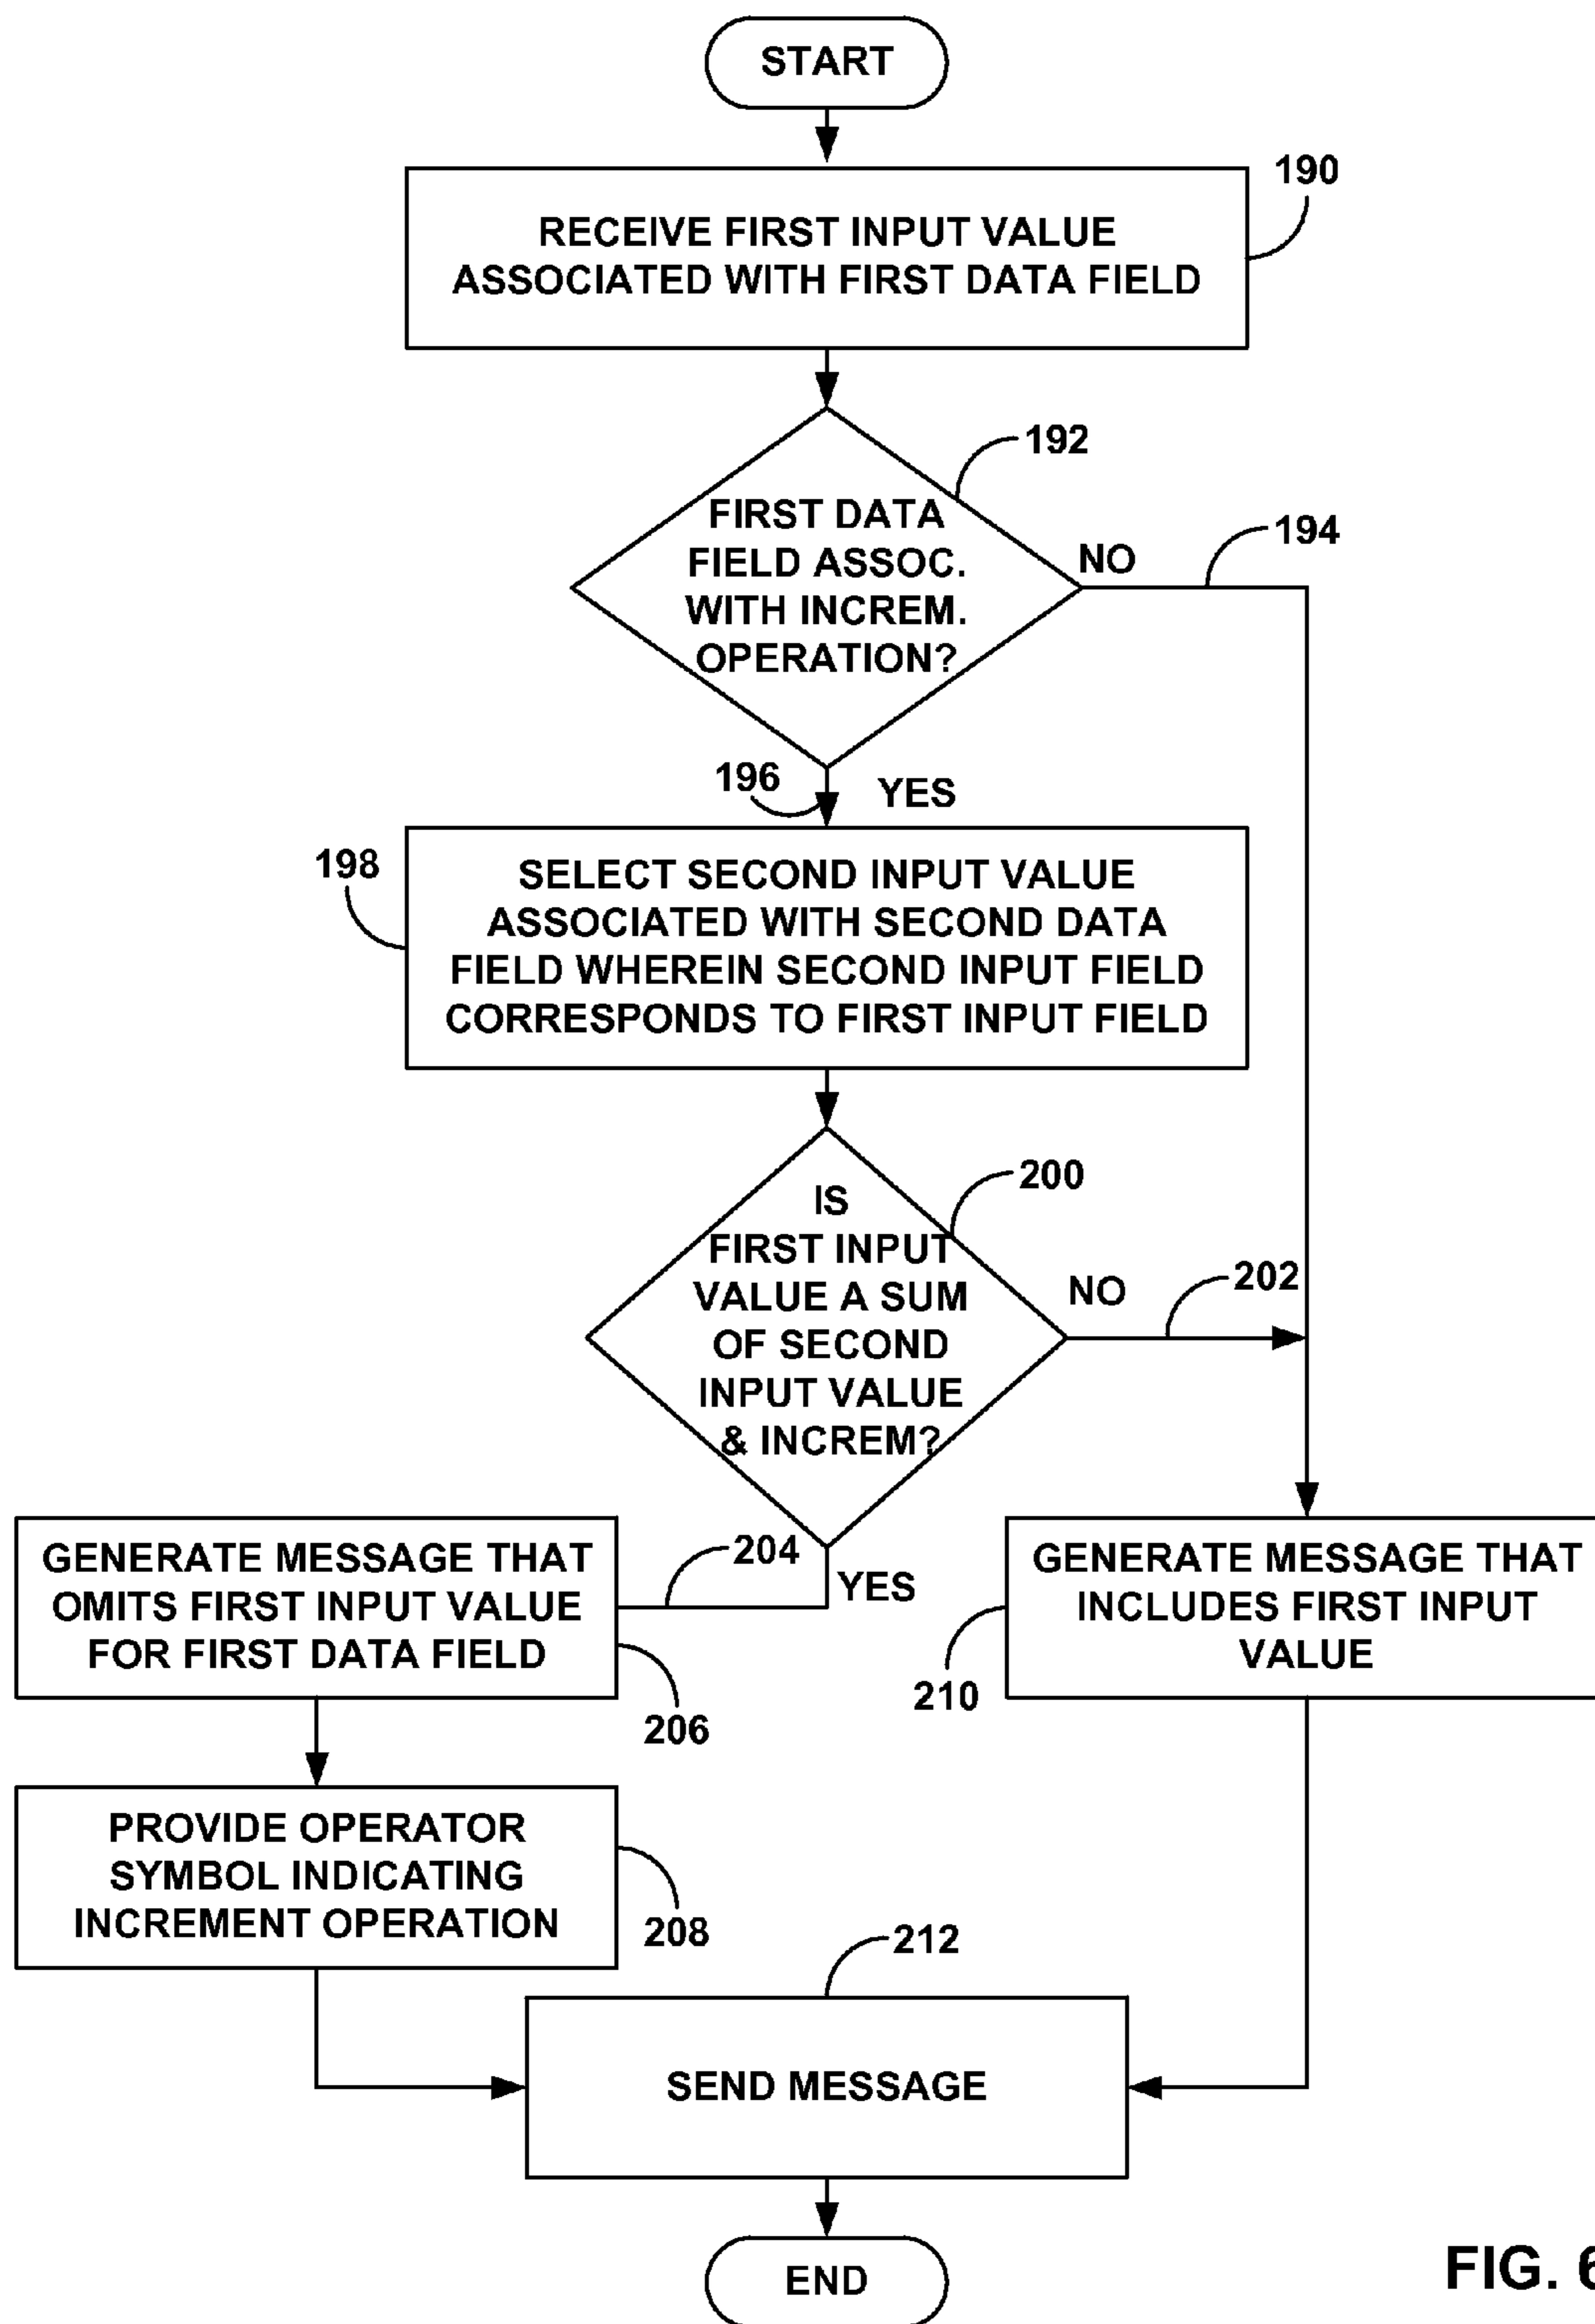 START
190
RECEIVE FIRST INPUT VALUE
ASSOCIATED WITH FIRST DATA FIELD
192
FIRST DATA
FIELD ASSOC.
WITH INCREM.
OPERATION?
NO
194
196
YES
198
SELECT SECOND INPUT VALUE
ASSOCIATED WITH SECOND DATA
FIELD WHEREIN SECOND INPUT FIELD
CORRESPONDS TO FIRST INPUT FIELD
200
IS
FIRST INPUT
VALUE A SUM
OF SECOND
INPUT VALUE
& INCREM?
NO
202
204
YES
GENERATE MESSAGE THAT
OMITS FIRST INPUT VALUE
FOR FIRST DATA FIELD
206
GENERATE MESSAGE THAT
INCLUDES FIRST INPUT
VALUE
210
PROVIDE OPERATOR
SYMBOL INDICATING
INCREMENT OPERATION
208
212
SEND MESSAGE
END
FIG. 6